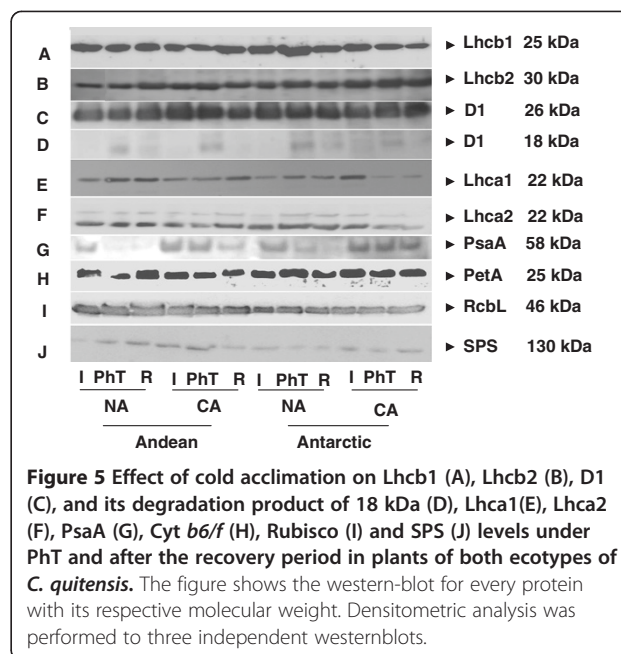 A ► Lhcb1 25 kDa
B ► Lhcb2 30 kDa
C ► D1 26 kDa
D ► D1 18 kDa
E ► Lhca1 22 kDa
F ► Lhca2 22 kDa
G ► PsaA 58 kDa
H ► PetA 25 kDa
I ► RcbL 46 kDa
J ► SPS 130 kDa
I PhT R I PhT R I PhT R I PhT R
NA CA NA CA
Andean Antarctic
Figure 5 Effect of cold acclimation on Lhcb1 (A), Lhcb2 (B), D1
(C), and its degradation product of 18 kDa (D), Lhca1(E), Lhca2
(F), PsaA (G), Cyt b6/f (H), Rubisco (I) and SPS (J) levels under
PhT and after the recovery period in plants of both ecotypes of
C. quitensis. The figure shows the western-blot for every protein
with its respective molecular weight. Densitometric analysis was
performed to three independent westernblots.